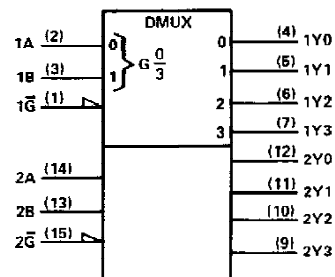 DMUX
1A (2) 0 0 (4) 1Y0
G 0/3
1B (3) 1 1 (5) 1Y1
1G̅ (1) 2 (6) 1Y2
3 (7) 1Y3
(12) 2Y0
2A (14)
(11) 2Y1
2B (13)
(10) 2Y2
2G̅ (15)
(9) 2Y3